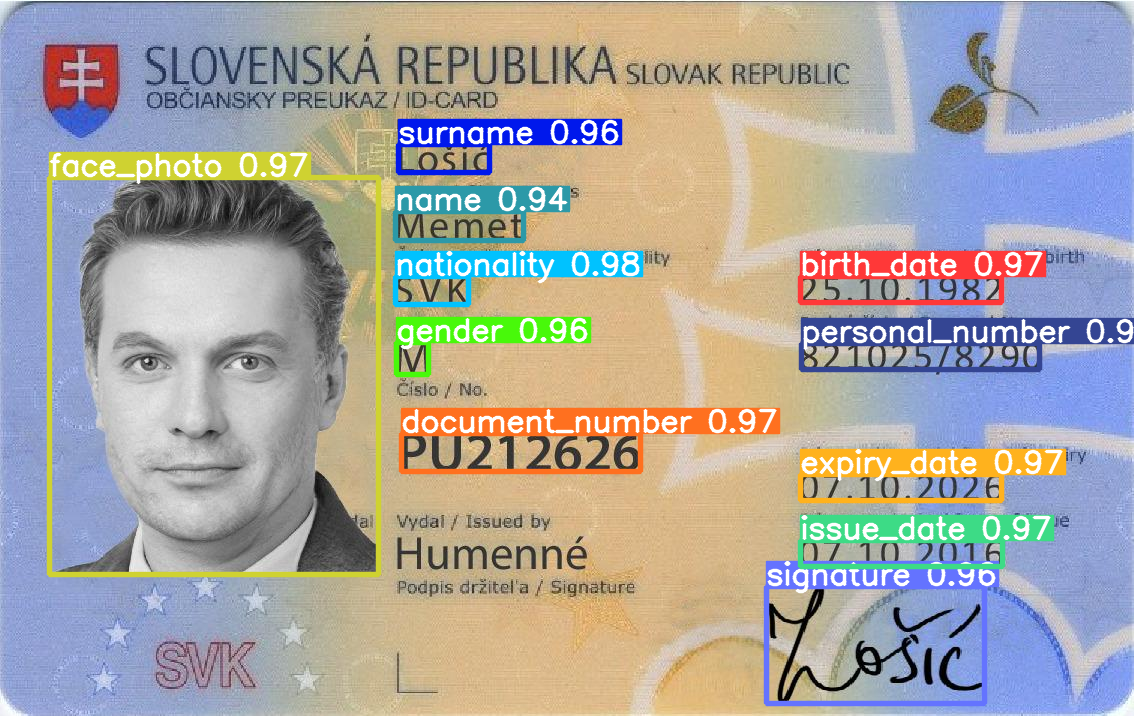 SLOVENSKÁ REPUBLIKA SLOVAK REPUBLIC
OBČIANSKY PREUKAZ / ID-CARD
surname 0.96
Lošić
face_photo 0.97
name 0.94
Memet
nationality 0.98
SVK
birth_date 0.97 birth
25.10.1982
gender 0.96
M
personal_number 0.9
821025/8290
Číslo / No.
document_number 0.97
PU212626
expiry_date 0.97
07.10.2026
Vydal / Issued by
Humenné
issue_date 0.97
07.10.2016
Podpis držiteľa / Signature
signature 0.96
Lošić
SVK